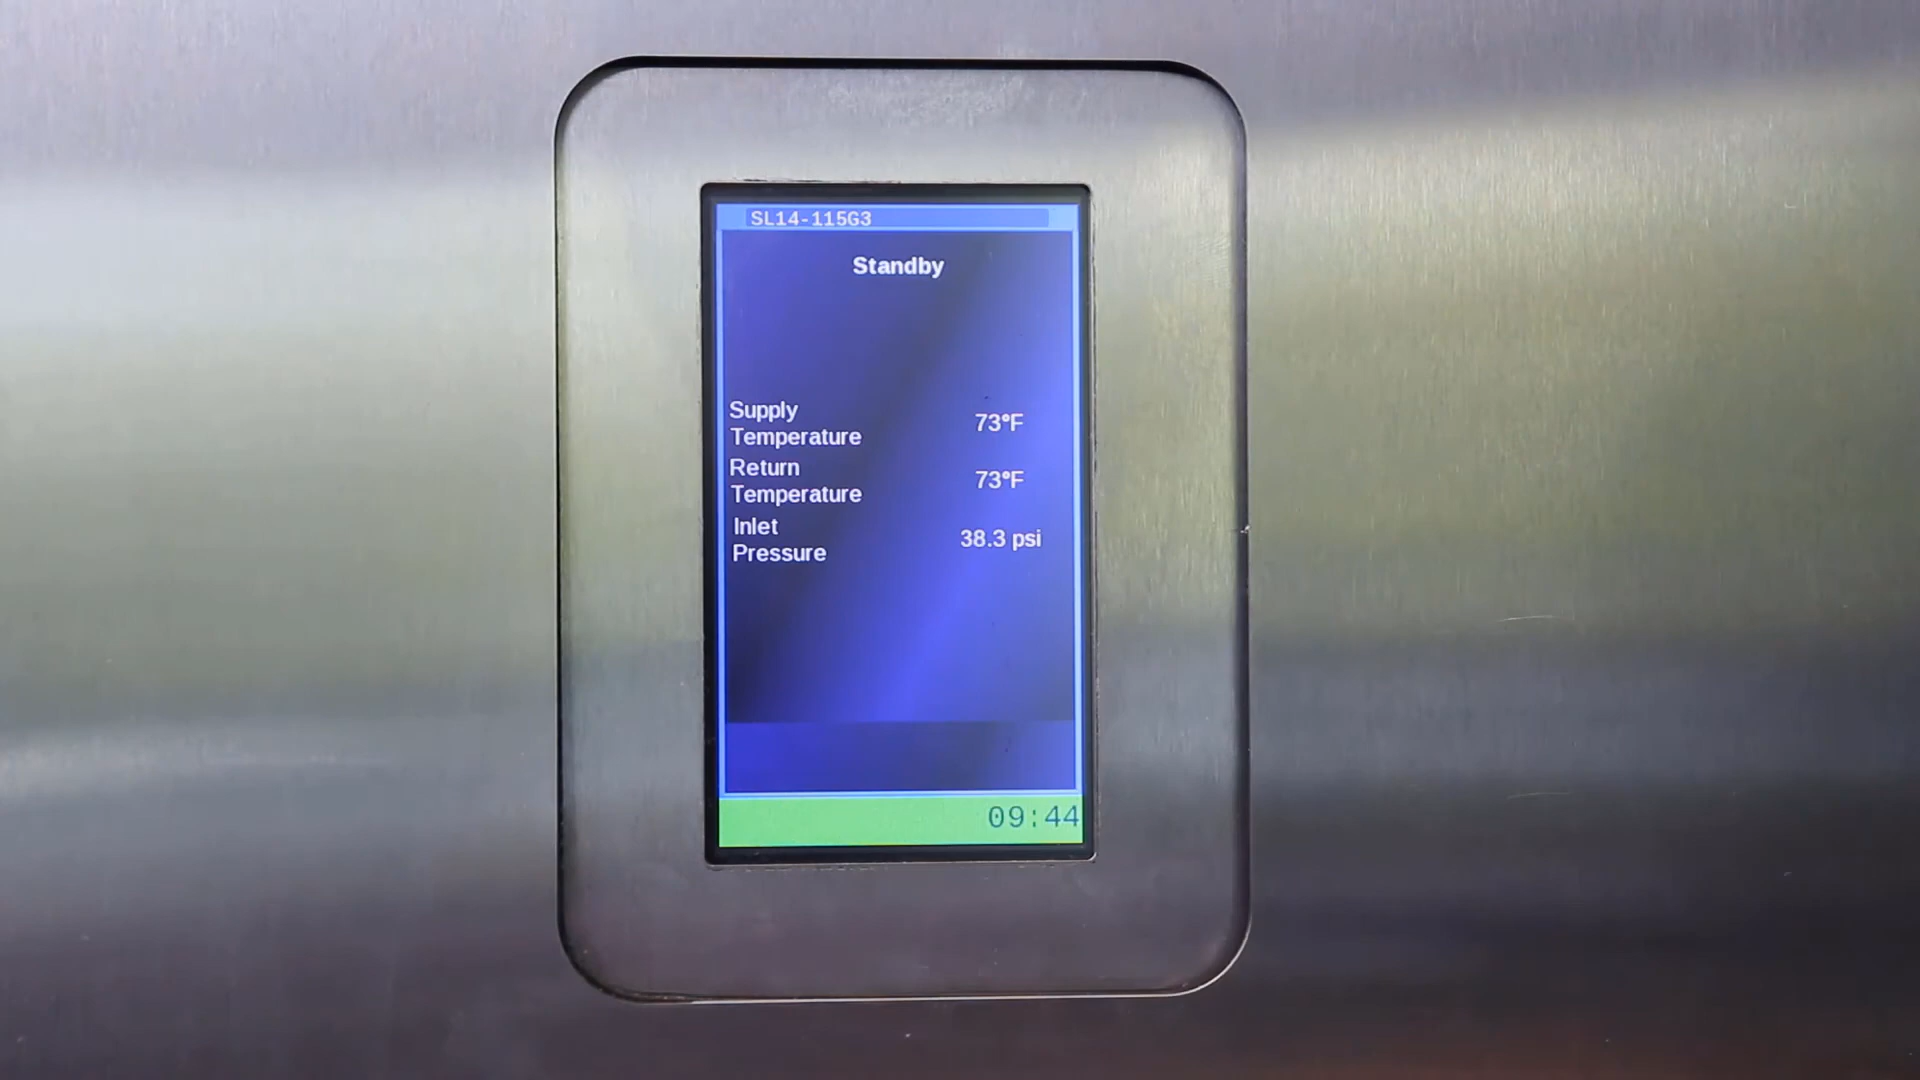 SL14-115G3
Standby
Supply
Temperature
73°F
Return
Temperature
73°F
Inlet
Pressure
38.3 psi
09:44